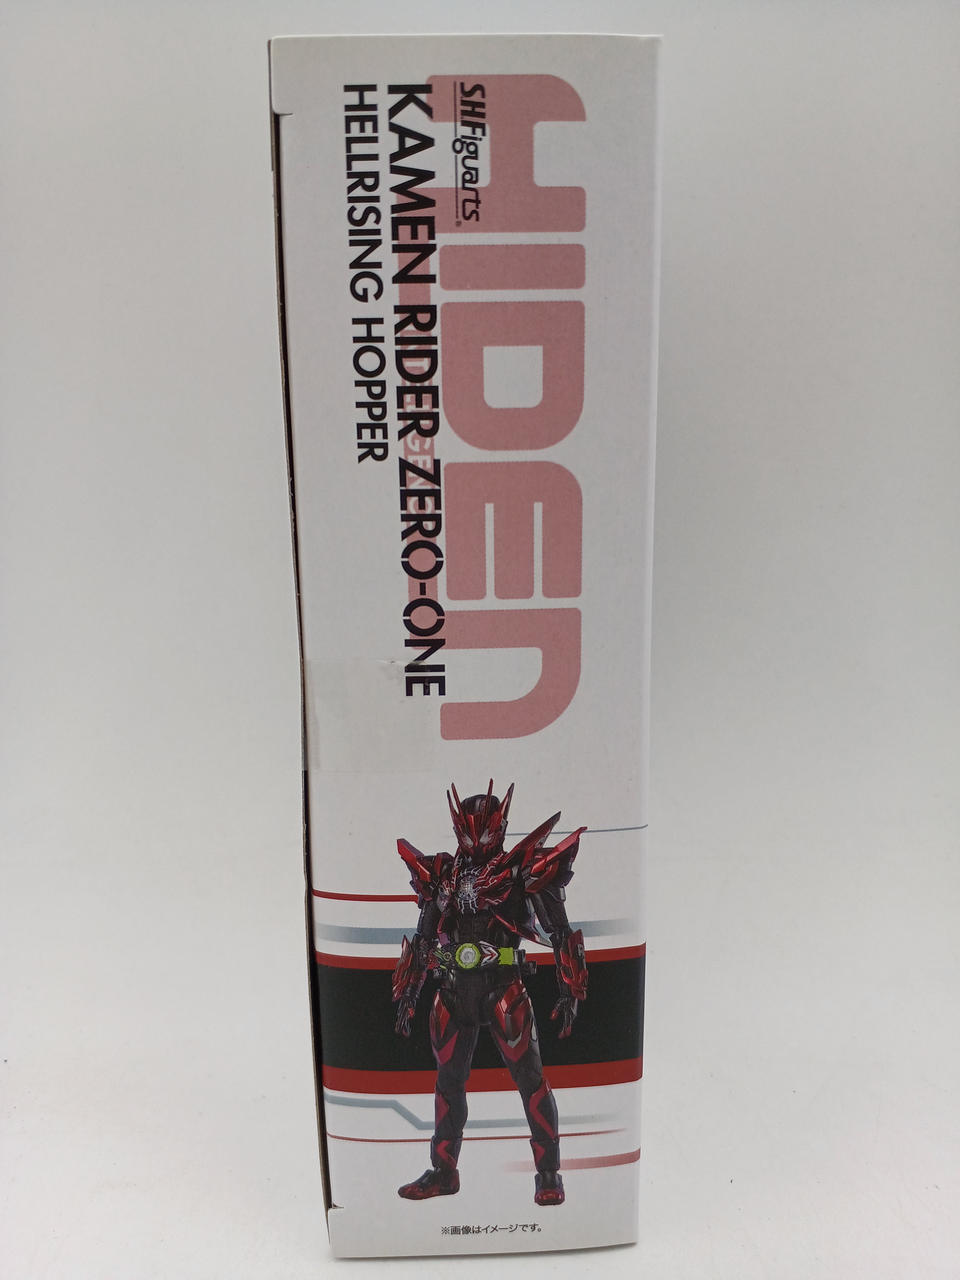 HIDEN
S.H.Figuarts
KAMEN RIDER ZERO-ONE
HELLRISING HOPPER
※画像はイメージです。